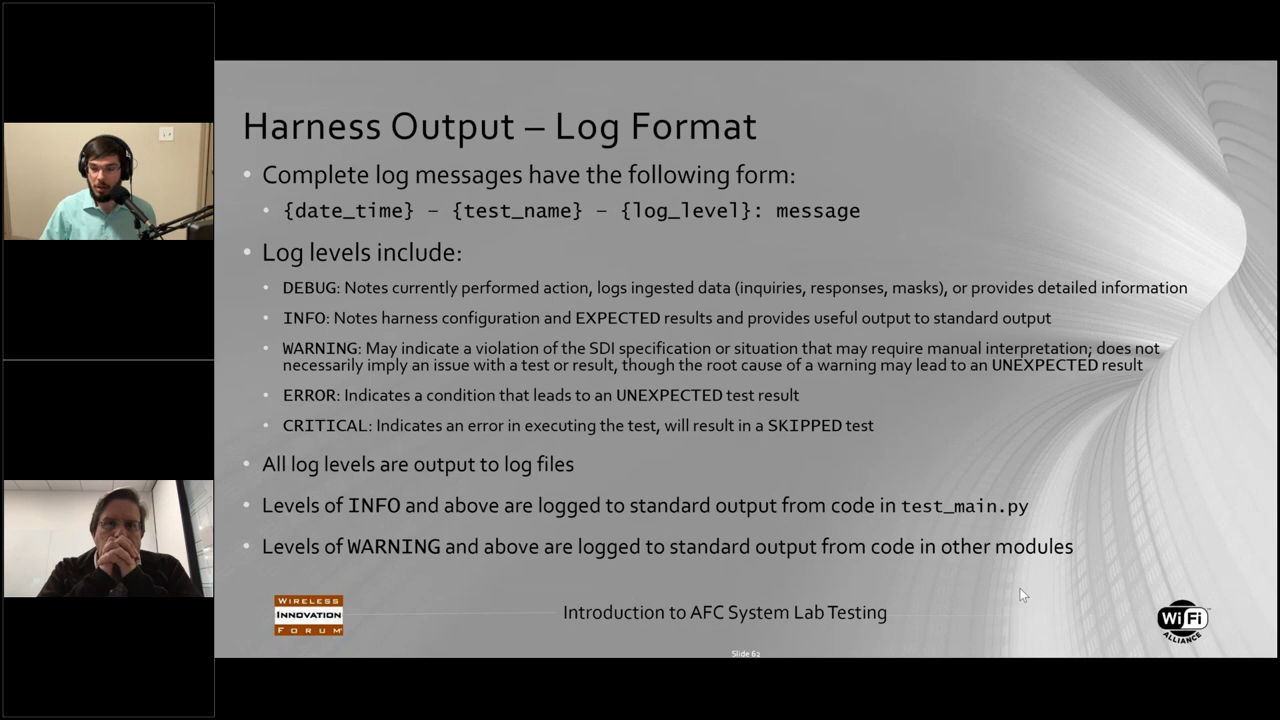 Harness Output – Log Format
• Complete log messages have the following form:
• {date_time} – {test_name} – {log_level}: message
• Log levels include:
• DEBUG: Notes currently performed action, logs ingested data (inquiries, responses, masks), or provides detailed information
• INFO: Notes harness configuration and EXPECTED results and provides useful output to standard output
• WARNING: May indicate a violation of the SDI specification or situation that may require manual interpretation; does not
necessarily imply an issue with a test or result, though the root cause of a warning may lead to an UNEXPECTED result
• ERROR: Indicates a condition that leads to an UNEXPECTED test result
• CRITICAL: Indicates an error in executing the test, will result in a SKIPPED test
• All log levels are output to log files
• Levels of INFO and above are logged to standard output from code in test_main.py
• Levels of WARNING and above are logged to standard output from code in other modules
WIRELESS
INNOVATION
FORUM
Introduction to AFC System Lab Testing
Wi Fi
ALLIANCE
Slide 62